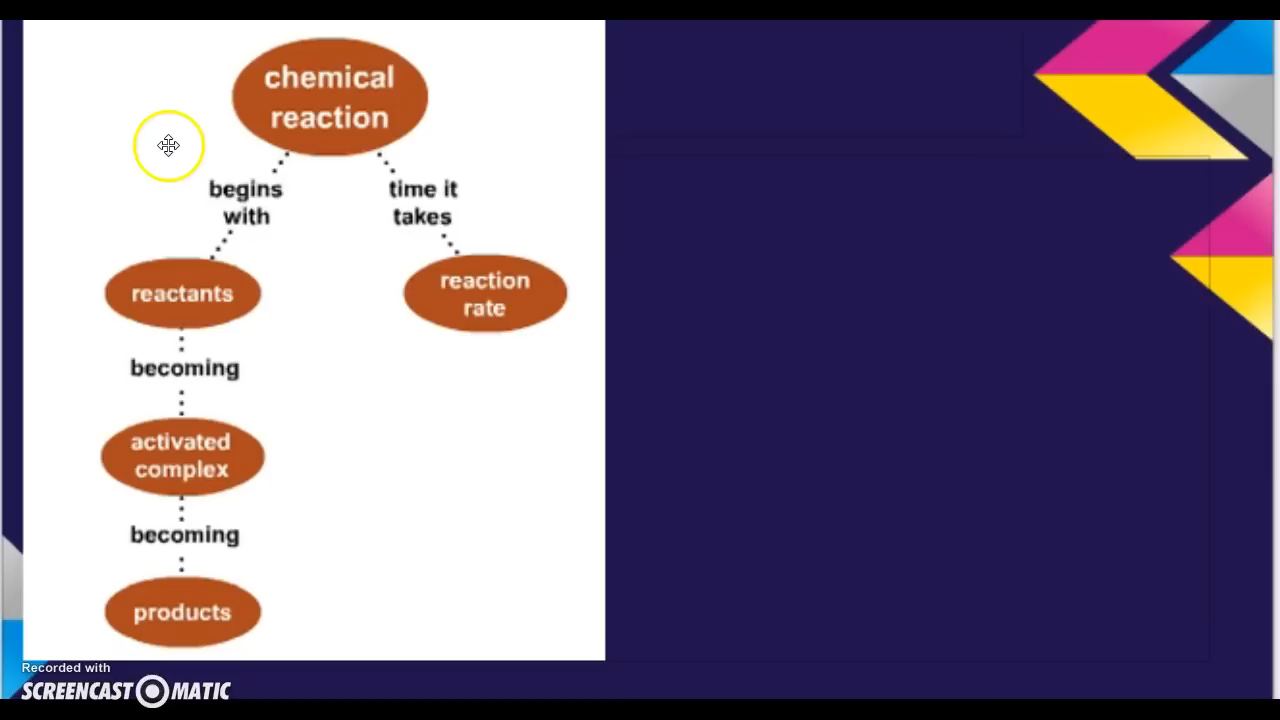 chemical
reaction
begins
with
time it
takes
reactants
reaction
rate
becoming
activated
complex
becoming
products
Recorded with
SCREENCAST MATIC